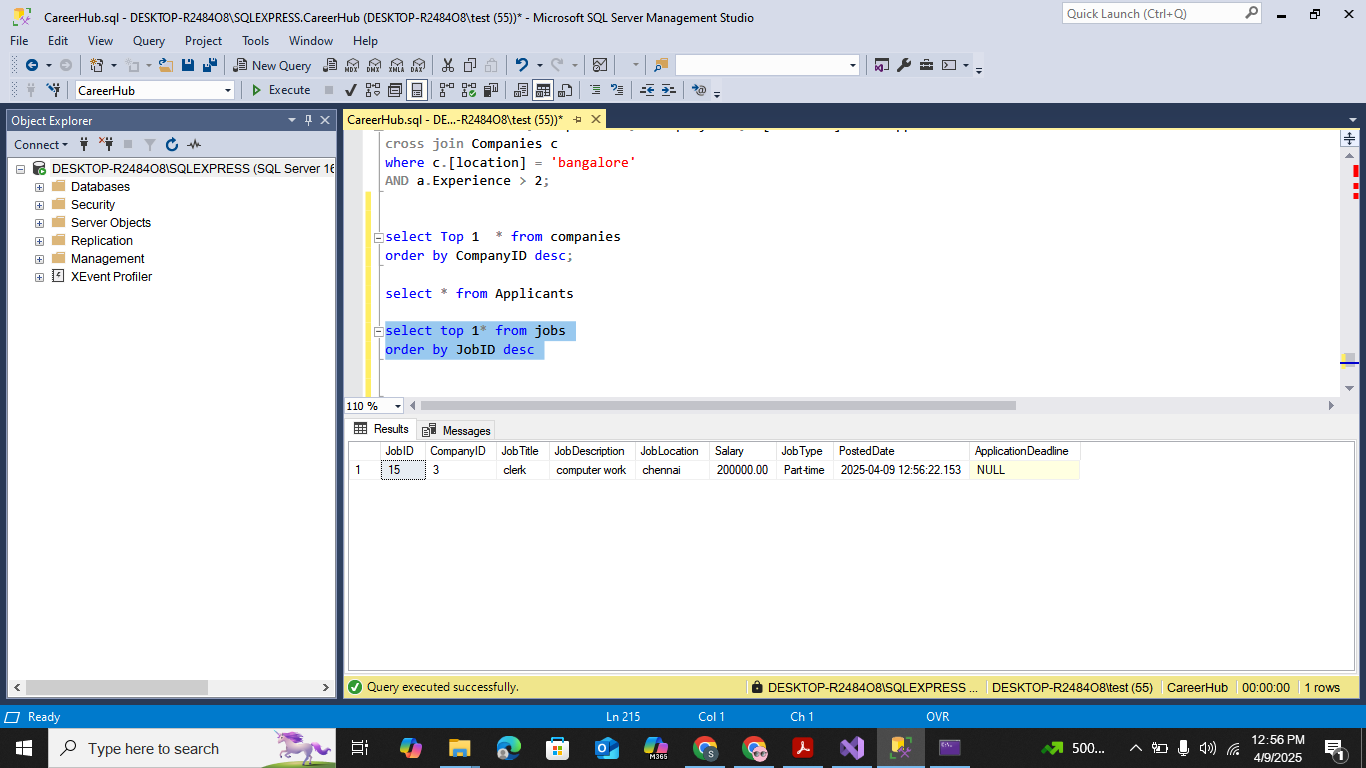 CareerHub.sql - DESKTOP-R2484O8\SQLEXPRESS.CareerHub (DESKTOP-R2484O8\test (55))* - Microsoft SQL Server Management Studio
Quick Launch (Ctrl+Q)
File Edit View Query Project Tools Window Help
New Query MDX DMX XMLA DAX
CareerHub Execute
Object Explorer
CareerHub.sql - DE...-R2484O8\test (55))*
Connect
DESKTOP-R2484O8\SQLEXPRESS (SQL Server 16
Databases
Security
Server Objects
Replication
Management
XEvent Profiler
cross join Companies c
where c.[location] = 'bangalore'
AND a.Experience > 2;
select Top 1  * from companies
order by CompanyID desc;
select * from Applicants
select top 1* from jobs
order by JobID desc
110 %
Results Messages
JobID CompanyID JobTitle JobDescription JobLocation Salary JobType PostedDate ApplicationDeadline
1 15 3 clerk computer work chennai 200000.00 Part-time 2025-04-09 12:56:22.153 NULL
Query executed successfully. DESKTOP-R2484O8\SQLEXPRESS ... DESKTOP-R2484O8\test (55) CareerHub 00:00:00 1 rows
Ready Ln 215 Col 1 Ch 1 OVR
Type here to search
M365
S
500...
12:56 PM
4/9/2025
1